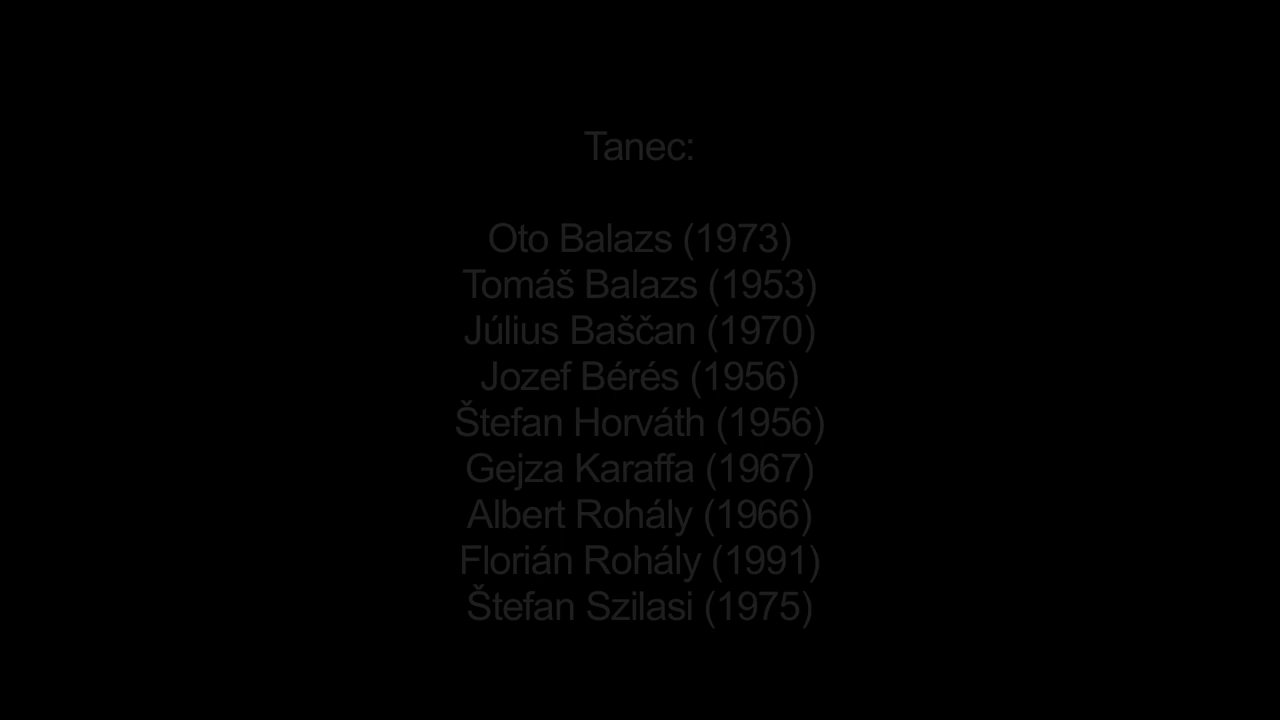 Tanec:
Oto Balazs (1973)
Tomáš Balazs (1953)
Július Baščan (1970)
Jozef Bérés (1956)
Štefan Horváth (1956)
Gejza Karaffa (1967)
Albert Rohály (1966)
Florián Rohály (1991)
Štefan Szilasi (1975)